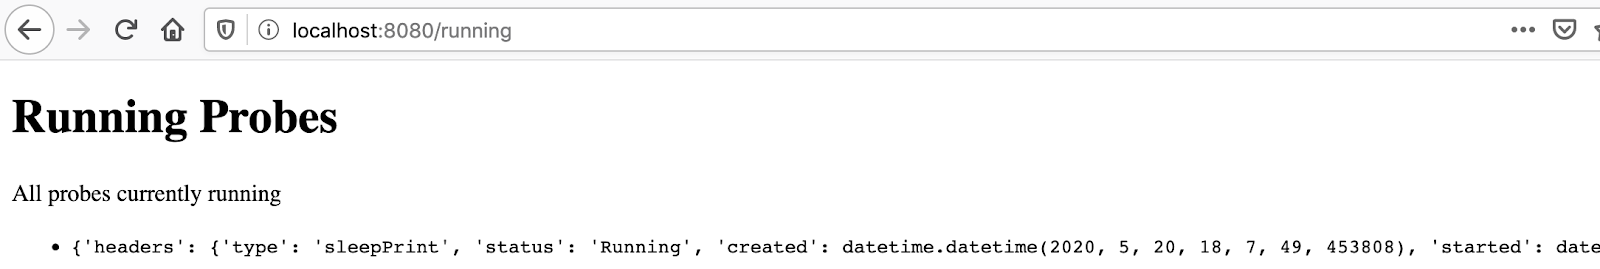 localhost:8080/running
Running Probes
All probes currently running
• {'headers': {'type': 'sleepPrint', 'status': 'Running', 'created': datetime.datetime(2020, 5, 20, 18, 7, 49, 453808), 'started': date